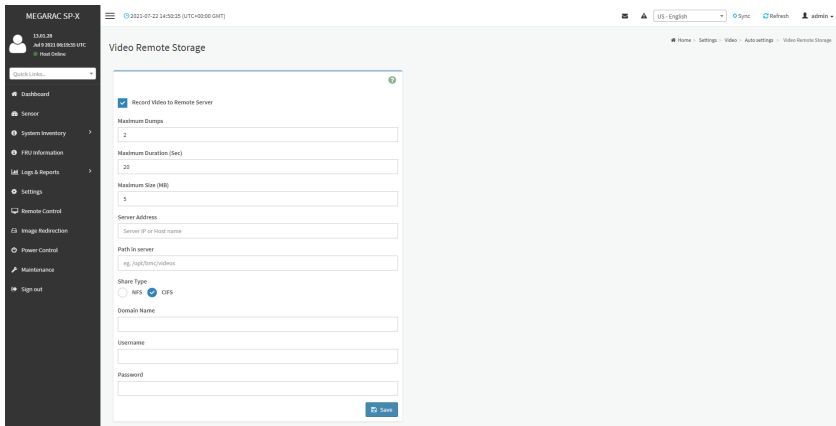 MEGARAC SP-X
2021-07-22 14:50:35 (UTC+00:00 GMT)
US - English
Sync
Refresh
admin
13.01.26
Jul 9 2021 06:19:35 UTC
Host Online
Quick Links...
Dashboard
Sensor
System Inventory
FRU Information
Logs & Reports
Settings
Remote Control
Image Redirection
Power Control
Maintenance
Sign out
Video Remote Storage
Home > Settings > Video > Auto settings > Video Remote Storage
Record Video to Remote Server
Maximum Dumps
2
Maximum Duration (Sec)
20
Maximum Size (MB)
5
Server Address
Server IP or Host name
Path in server
eg, /opt/bmc/videos
Share Type
NFS CIFS
Domain Name
Username
Password
Save